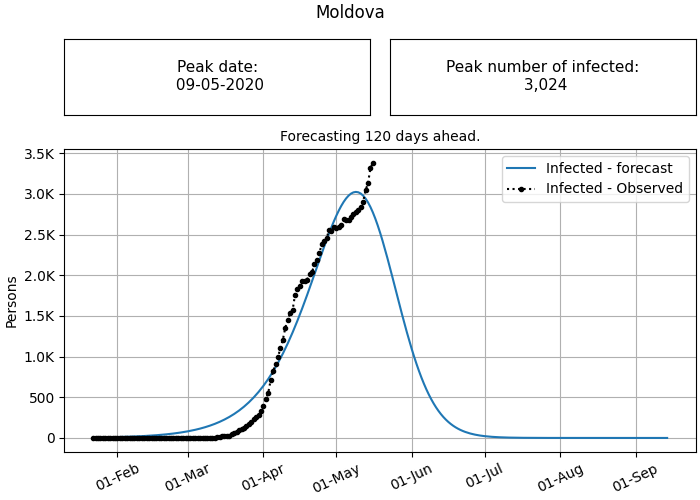 Moldova
Peak date:
09-05-2020
Peak number of infected:
3,024
Forecasting 120 days ahead.
Infected - forecast
Infected - Observed
Persons
3.5K
3.0K
2.5K
2.0K
1.5K
1.0K
500
0
01-Feb
01-Mar
01-Apr
01-May
01-Jun
01-Jul
01-Aug
01-Sep